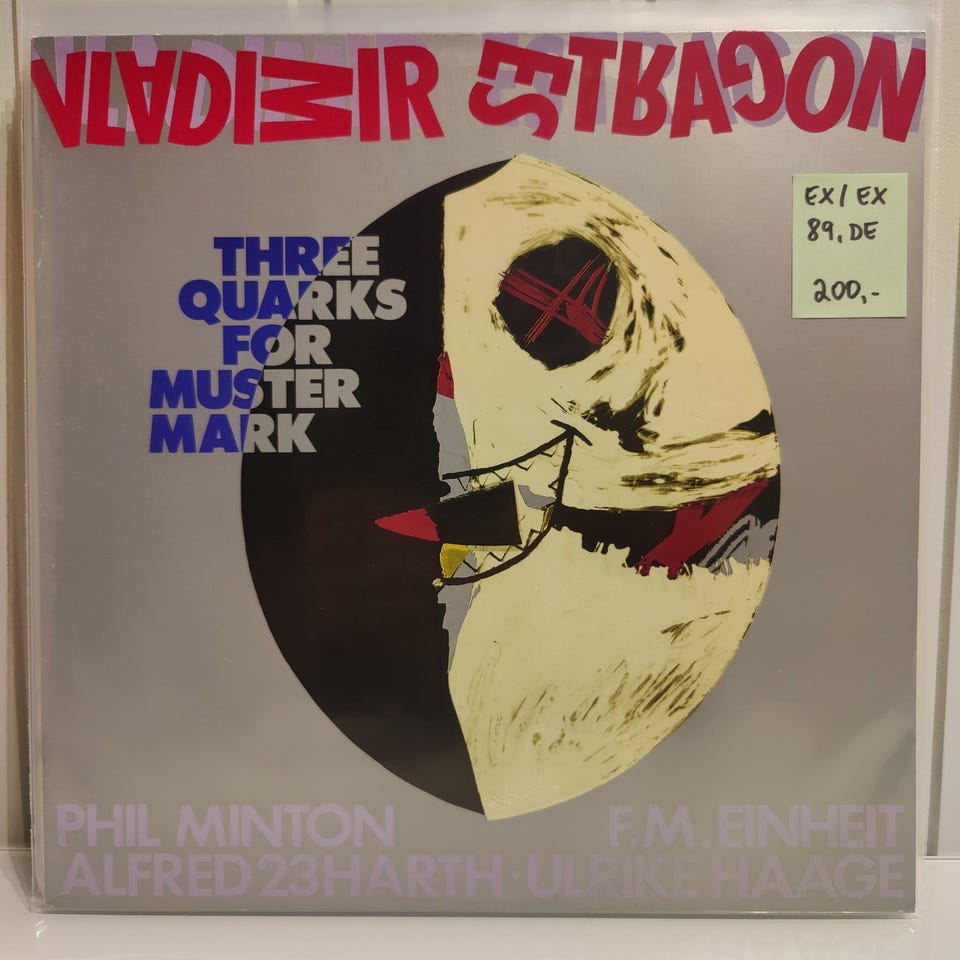 VLADIMIR ESTRAGON
EX/EX
89, DE
200,-
THREE
QUARKS
FOR
MUSTER
MARK
PHIL MINTON F.M. EINHEIT
ALFRED 23 HARTH · ULRIKE HAAGE